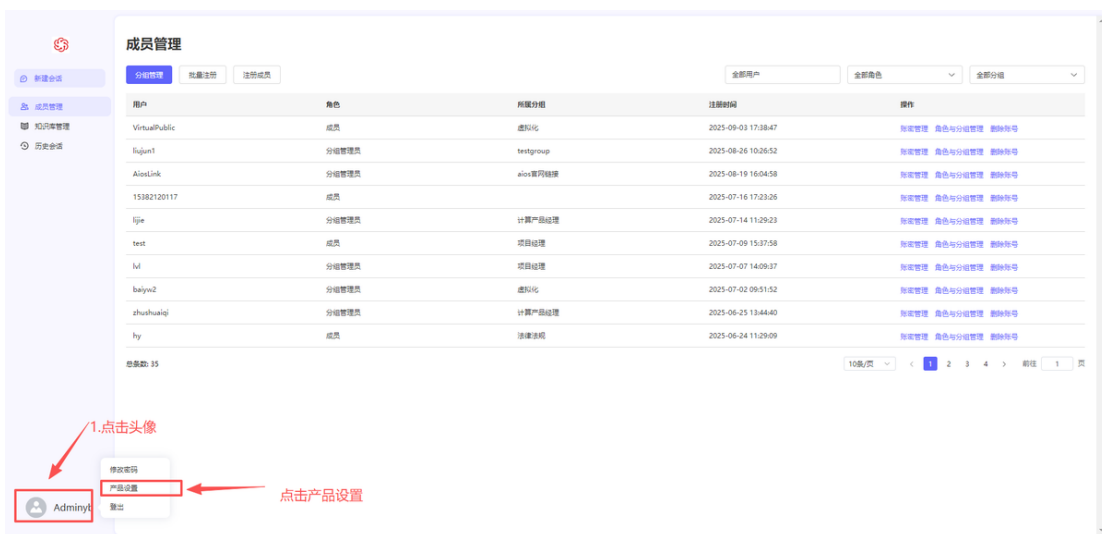 成员管理
新建会话
成员管理
知识库管理
历史会话
分组管理 批量注册 注册成员 全部用户 全部角色 全部分组
用户 角色 所属分组 注册时间 操作
VirtualPublic 成员 虚拟化 2025-09-03 17:38:47 账密管理 角色与分组管理 删除账号
liujun1 分组管理员 testgroup 2025-08-26 10:26:52 账密管理 角色与分组管理 删除账号
AiosLink 分组管理员 aios官网链接 2025-08-19 16:04:58 账密管理 角色与分组管理 删除账号
15382120117 成员 2025-07-16 17:23:26 账密管理 角色与分组管理 删除账号
lijie 分组管理员 计算产品经理 2025-07-14 11:29:23 账密管理 角色与分组管理 删除账号
test 成员 项目经理 2025-07-09 15:37:58 账密管理 角色与分组管理 删除账号
lvl 分组管理员 项目经理 2025-07-07 14:09:37 账密管理 角色与分组管理 删除账号
baiyw2 分组管理员 虚拟化 2025-07-02 09:51:52 账密管理 角色与分组管理 删除账号
zhushuaiqi 分组管理员 计算产品经理 2025-06-25 13:44:40 账密管理 角色与分组管理 删除账号
hy 成员 法律法规 2025-06-24 11:29:09 账密管理 角色与分组管理 删除账号
总条数: 35 10条/页 1 2 3 4 前往 1 页
1.点击头像
修改密码
产品设置
点击产品设置
登出
Adminyb